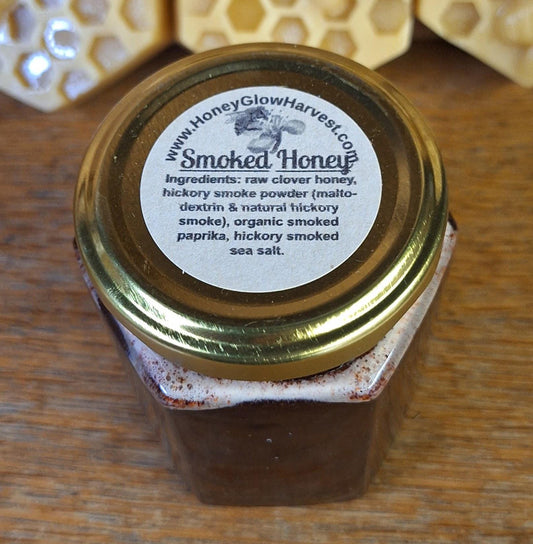 www.HoneyGlowHarvest.com
Smoked Honey
Ingredients: raw clover honey,
hickory smoke powder (malto-
dextrin & natural hickory
smoke), organic smoked
paprika, hickory smoked
sea salt.